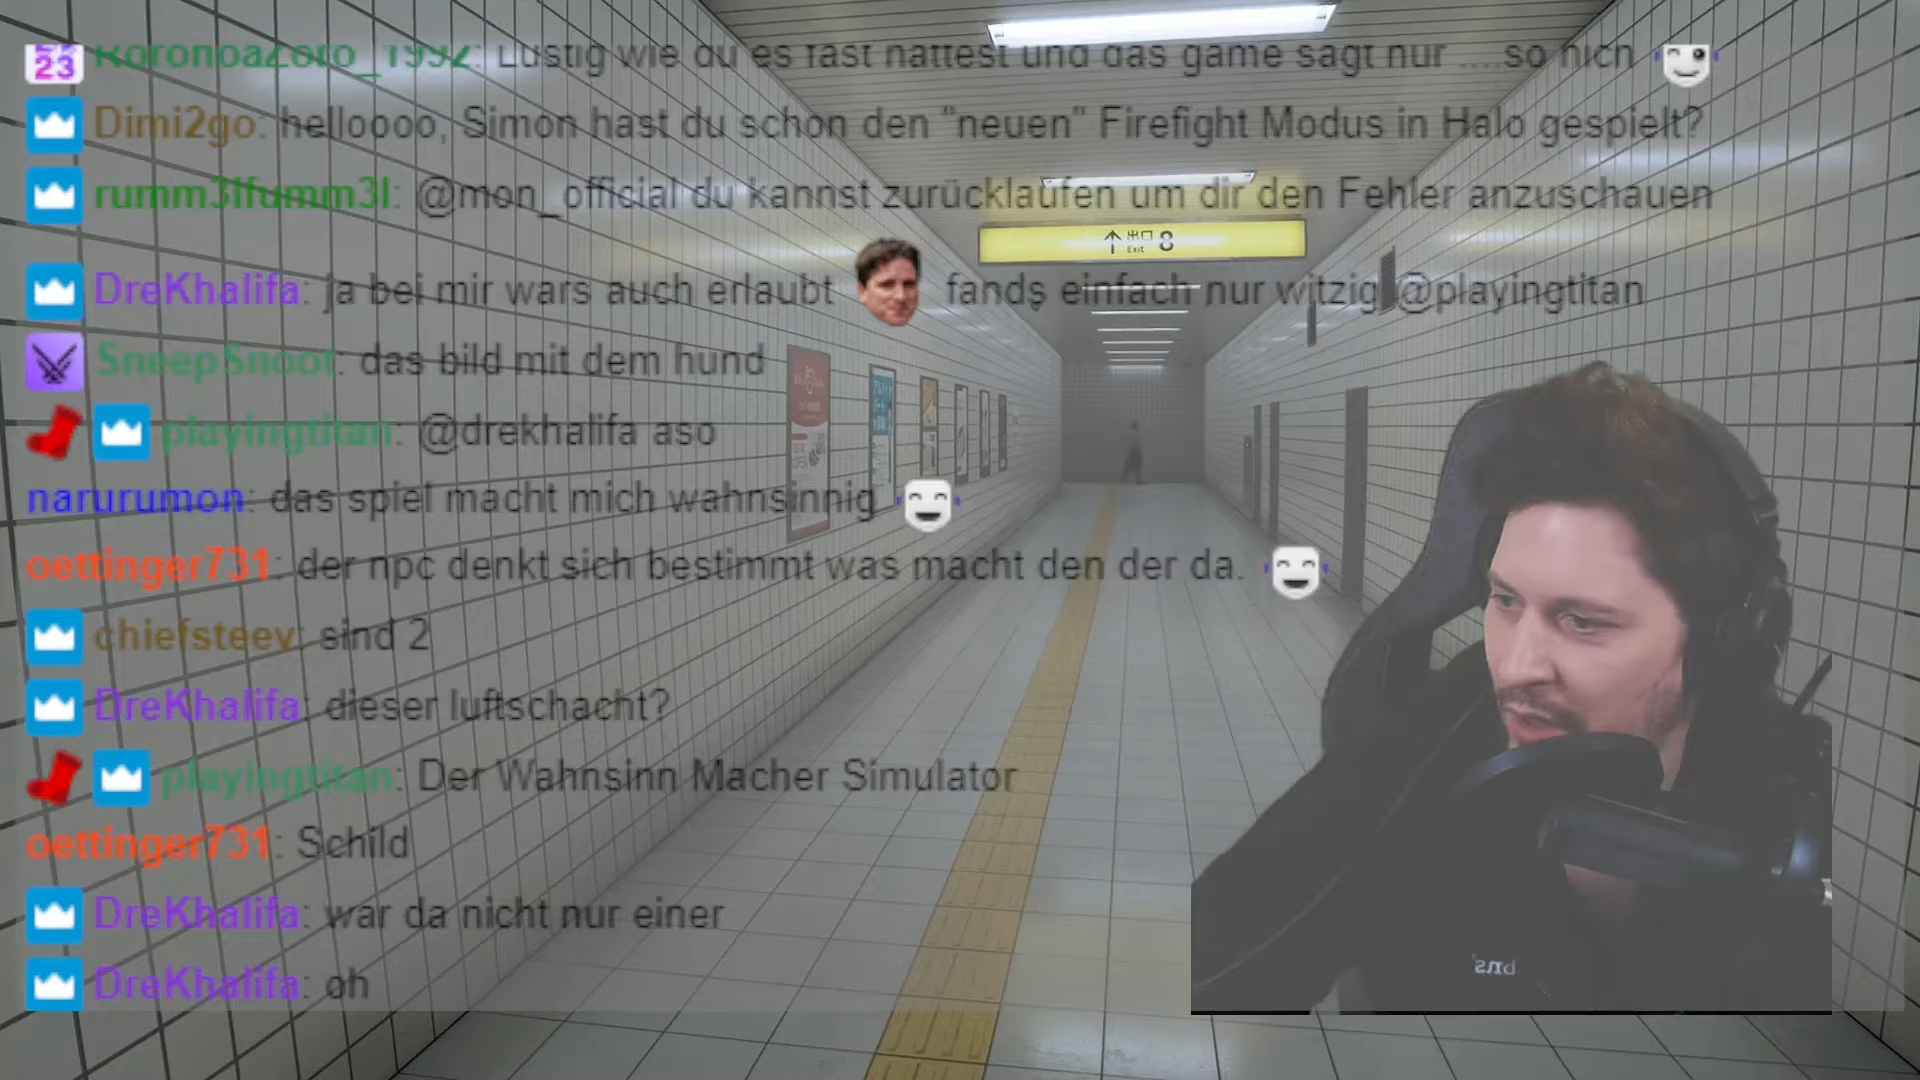 23 RoronoaZoro_1992: Lustig wie du es fast hättest und das game sagt nur ....so nich
Dimi2go: helloooo, Simon hast du schon den "neuen" Firefight Modus in Halo gespielt?
rumm3lfumm3l: @mon_official du kannst zurücklaufen um dir den Fehler anzuschauen
↑ 出口 8
Exit
DreKhalifa: ja bei mir wars auch erlaubt fands einfach nur witzig @playingtitan
SneepSnoot: das bild mit dem hund
playingtitan: @drekhalifa aso
narurumon: das spiel macht mich wahnsinnig
oettinger731: der npc denkt sich bestimmt was macht den der da.
chiefsteev: sind 2
DreKhalifa: dieser luftschacht?
playingtitan: Der Wahnsinn Macher Simulator
oettinger731: Schild
DreKhalifa: war da nicht nur einer
DreKhalifa: oh
bns